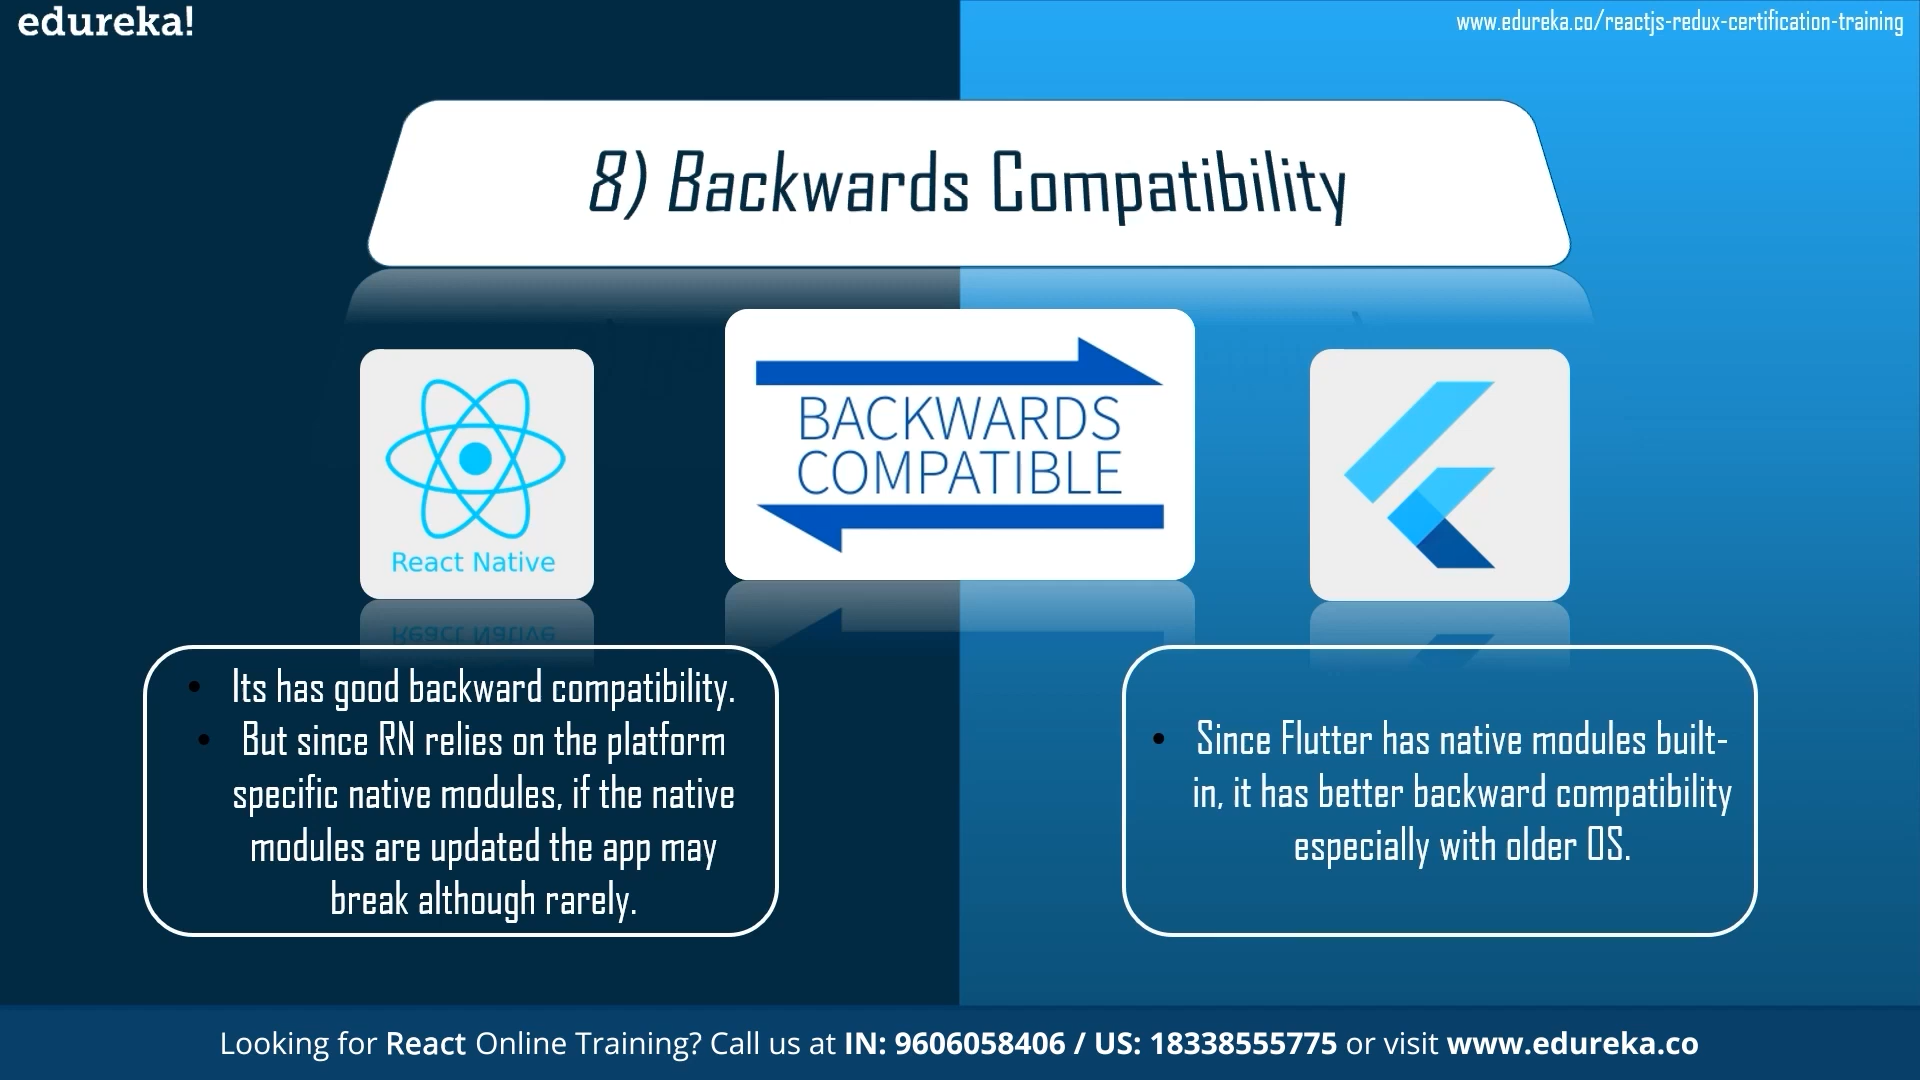 edureka!
www.edureka.co/reactjs-redux-certification-training
8) Backwards Compatibility
BACKWARDS
COMPATIBLE
React Native
• Its has good backward compatibility.
• But since RN relies on the platform
specific native modules, if the native
modules are updated the app may
break although rarely.
• Since Flutter has native modules built-
in, it has better backward compatibility
especially with older OS.
Looking for React Online Training? Call us at IN: 9606058406 / US: 18338555775 or visit www.edureka.co